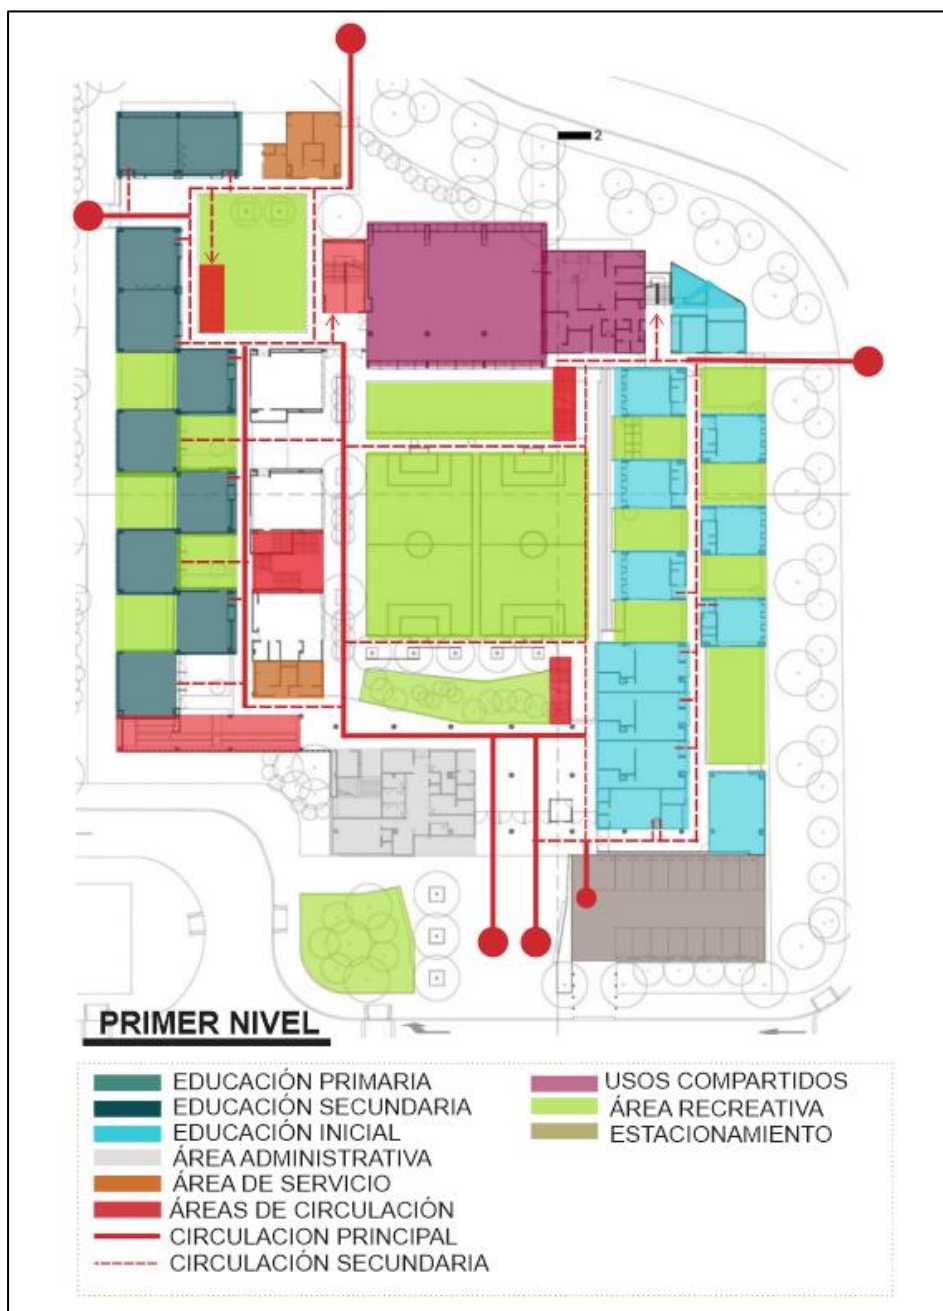 2
PRIMER NIVEL
EDUCACIÓN PRIMARIA
EDUCACIÓN SECUNDARIA
EDUCACIÓN INICIAL
ÁREA ADMINISTRATIVA
ÁREA DE SERVICIO
ÁREAS DE CIRCULACIÓN
CIRCULACION PRINCIPAL
CIRCULACIÓN SECUNDARIA
USOS COMPARTIDOS
ÁREA RECREATIVA
ESTACIONAMIENTO